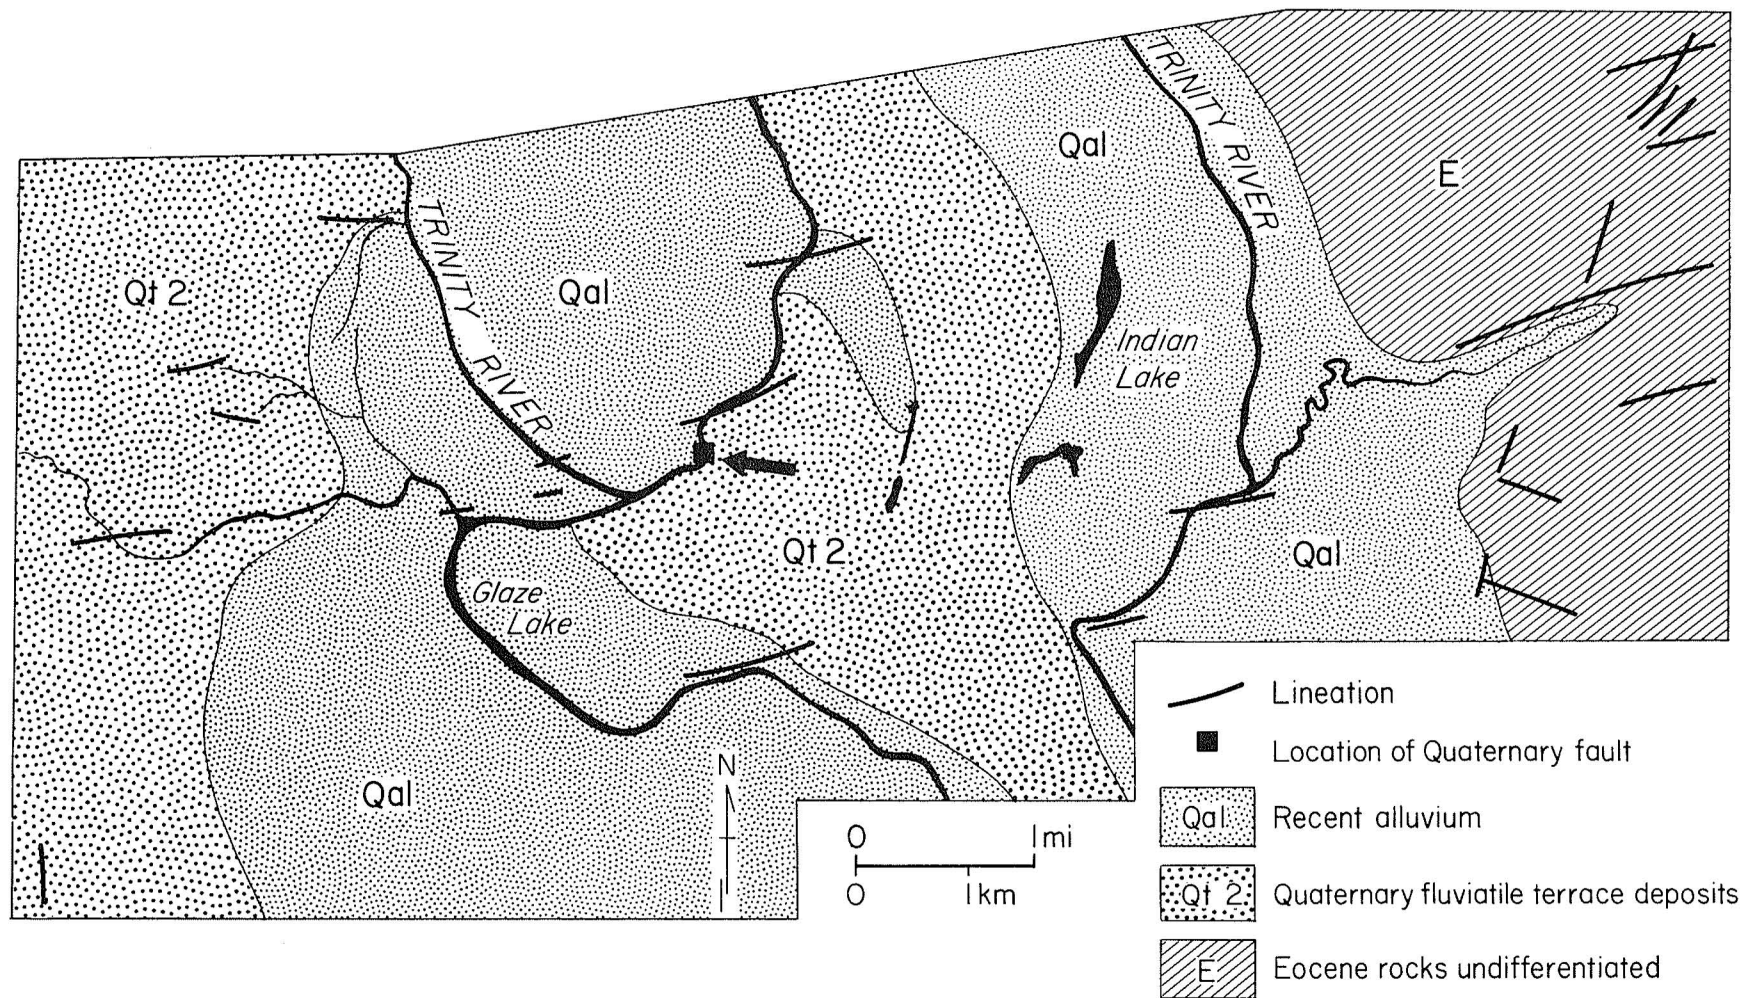 TRINITY RIVER
Qal
E
TRINITY RIVER
Qt 2
Qal
Indian
Lake
Qt 2
Qal
Glaze
Lake
Qal
N
0 1 mi
0 1 km
Lineation
Location of Quaternary fault
Qal Recent alluvium
Qt 2 Quaternary fluviatile terrace deposits
E Eocene rocks undifferentiated